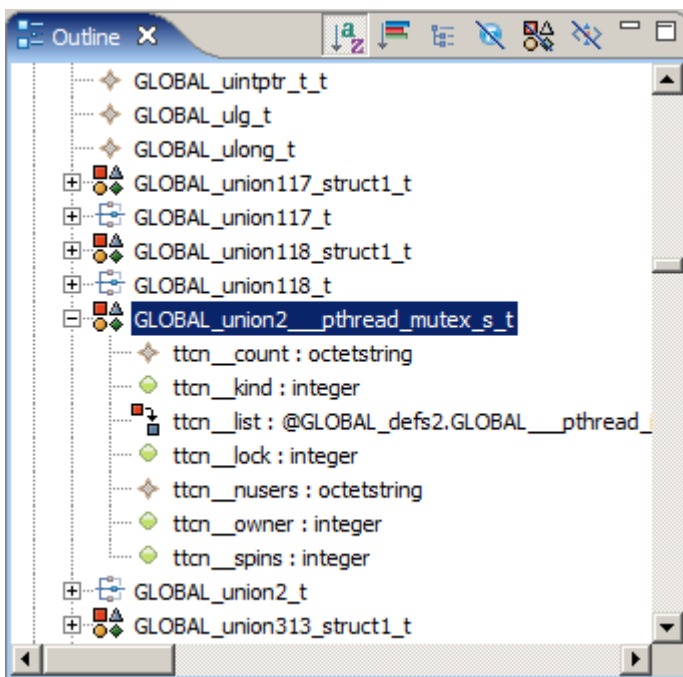 Outline
GLOBAL_uintptr_t_t
GLOBAL_ulg_t
GLOBAL_ulong_t
GLOBAL_union117_struct1_t
GLOBAL_union117_t
GLOBAL_union118_struct1_t
GLOBAL_union118_t
GLOBAL_union2___pthread_mutex_s_t
ttcn__count : octetstring
ttcn__kind : integer
ttcn__list : @GLOBAL_defs2.GLOBAL___pthread_i
ttcn__lock : integer
ttcn__nusers : octetstring
ttcn__owner : integer
ttcn__spins : integer
GLOBAL_union2_t
GLOBAL_union313_struct1_t